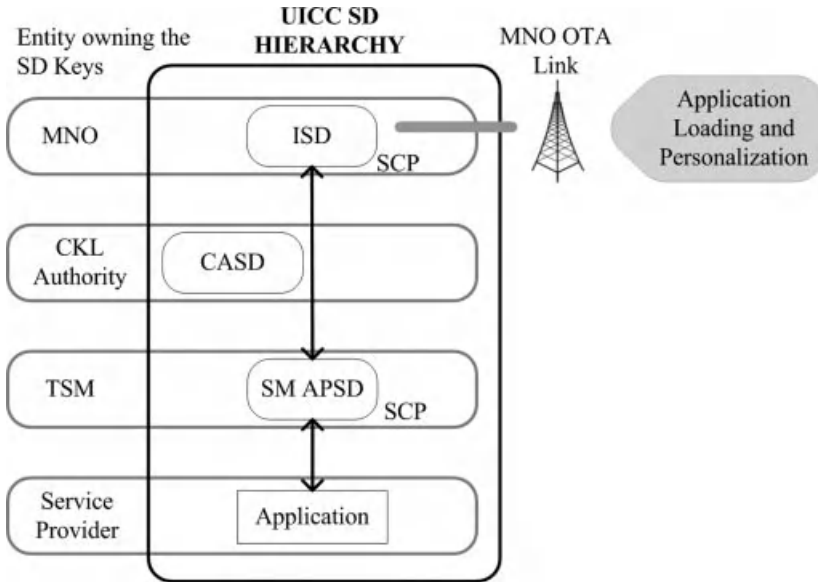 Entity owning the
SD Keys
UICC SD
HIERARCHY
MNO OTA
Link
Application
Loading and
Personalization
MNO
ISD
SCP
CKL
Authority
CASD
TSM
SM APSD
SCP
Service
Provider
Application